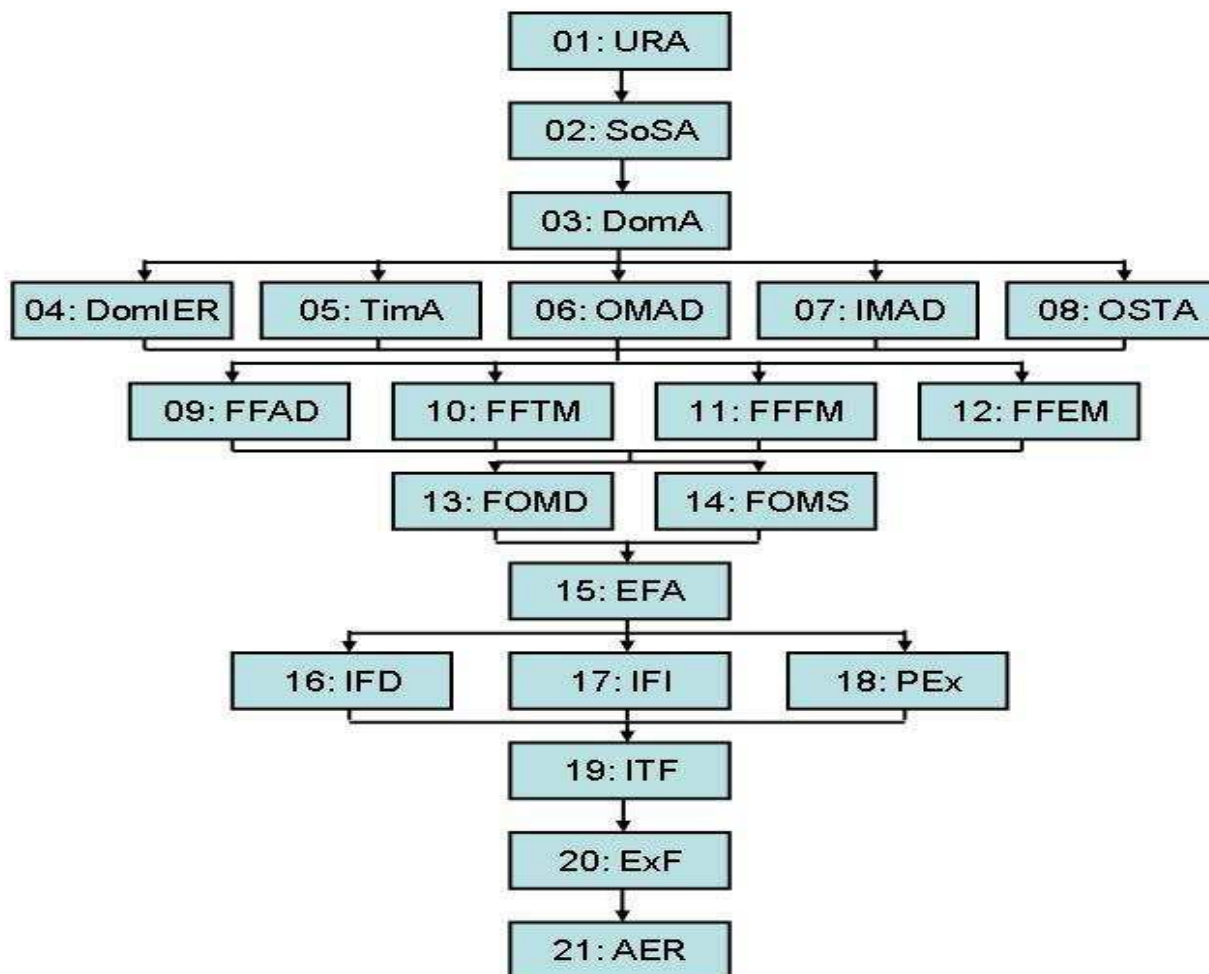 01: URA
02: SoSA
03: DomA
04: DomIER
05: TimA
06: OMAD
07: IMAD
08: OSTA
09: FFAD
10: FFTM
11: FFFM
12: FFEM
13: FOMD
14: FOMS
15: EFA
16: IFD
17: IFI
18: PEx
19: ITF
20: ExF
21: AER